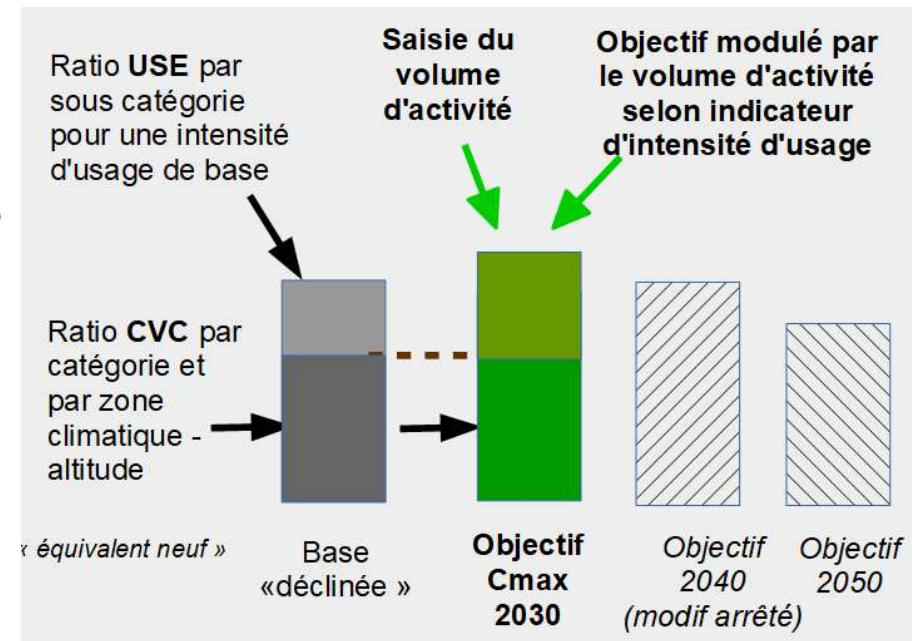 Ratio USE par
sous catégorie
pour une intensité
d'usage de base
Saisie du
volume
d'activité
Objectif modulé par
le volume d'activité
selon indicateur
d'intensité d'usage
Ratio CVC par
catégorie et
par zone
climatique -
altitude
« équivalent neuf »
Base
«déclinée »
Objectif
Cmax
2030
Objectif
2040
(modif arrêté)
Objectif
2050